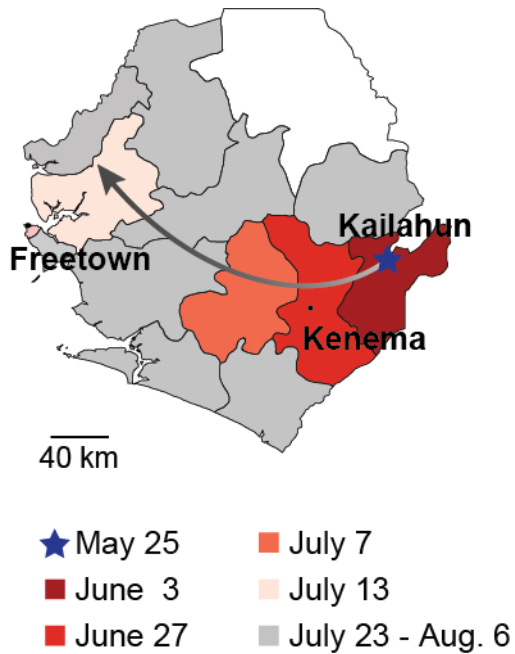 Kailahun
Freetown
Kenema
40 km
May 25
July 7
June 3
July 13
June 27
July 23 - Aug. 6